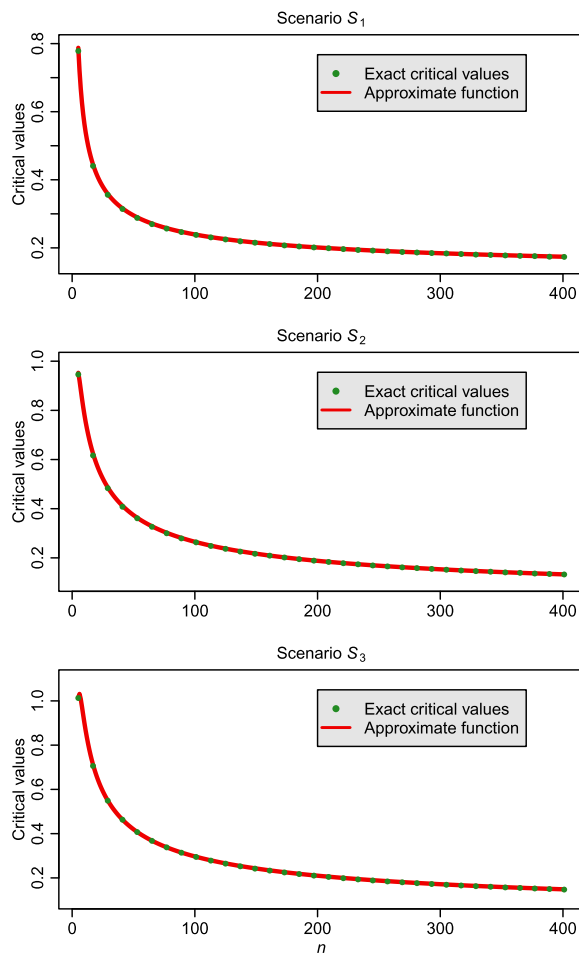 Scenario S1
Critical values
0.8
0.6
0.4
0.2
Exact critical values
Approximate function
0 100 200 300 400
Scenario S2
Critical values
1.0
0.8
0.6
0.4
0.2
Exact critical values
Approximate function
0 100 200 300 400
Scenario S3
Critical values
1.0
0.8
0.6
0.4
0.2
Exact critical values
Approximate function
0 100 200 300 400
n